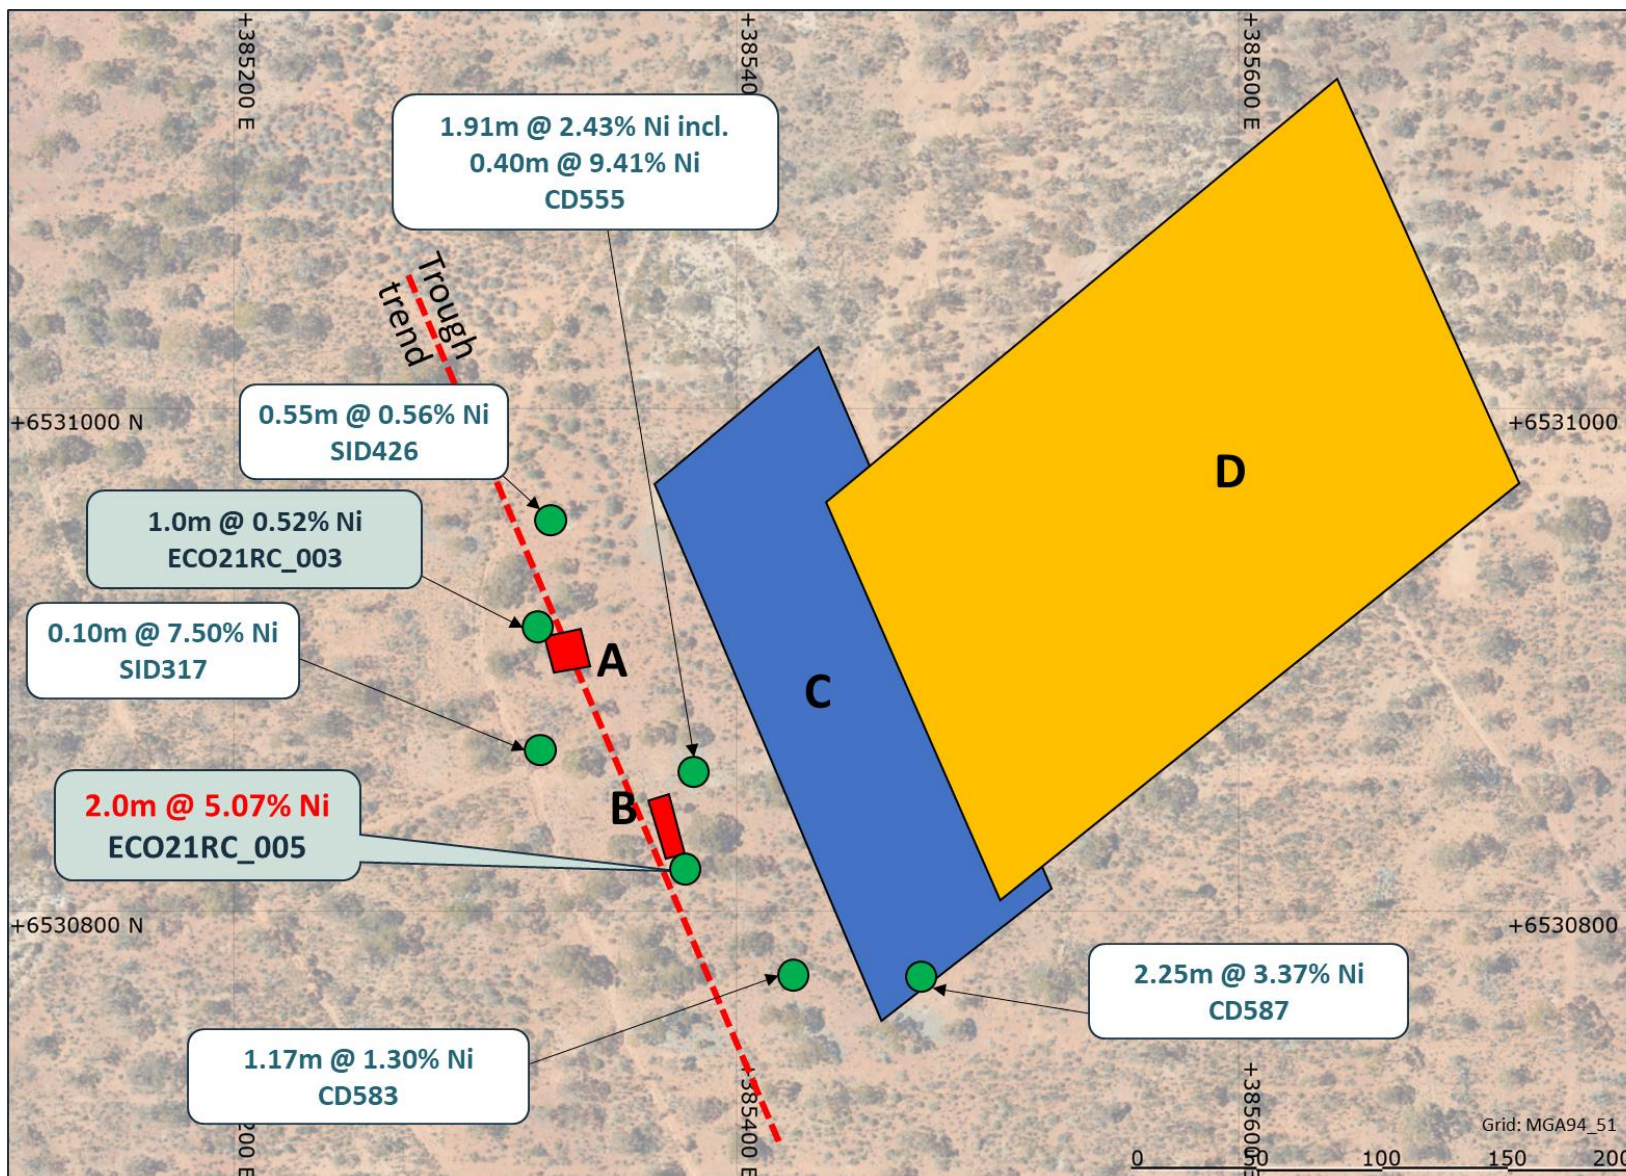 +385200 E
+385400
+385600 E
1.91m @ 2.43% Ni incl.
0.40m @ 9.41% Ni
CD555
Trough
trend
+6531000 N
+6531000
0.55m @ 0.56% Ni
SID426
D
1.0m @ 0.52% Ni
ECO21RC_003
A
0.10m @ 7.50% Ni
SID317
C
B
2.0m @ 5.07% Ni
ECO21RC_005
+6530800 N
+6530800
2.25m @ 3.37% Ni
CD587
1.17m @ 1.30% Ni
CD583
200 E
+385400 E
+385600 E
Grid: MGA94_51
0 50 100 150 200